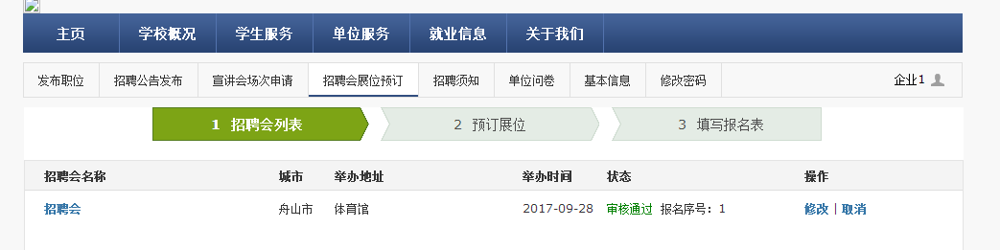 主页 学校概况 学生服务 单位服务 就业信息 关于我们
发布职位 招聘公告发布 宣讲会场次申请 招聘会展位预订 招聘须知 单位问卷 基本信息 修改密码 企业1
1 招聘会列表 2 预订展位 3 填写报名表
招聘会名称 城市 举办地址 举办时间 状态 操作
招聘会 舟山市 体育馆 2017-09-28 审核通过 报名序号：1 修改 | 取消